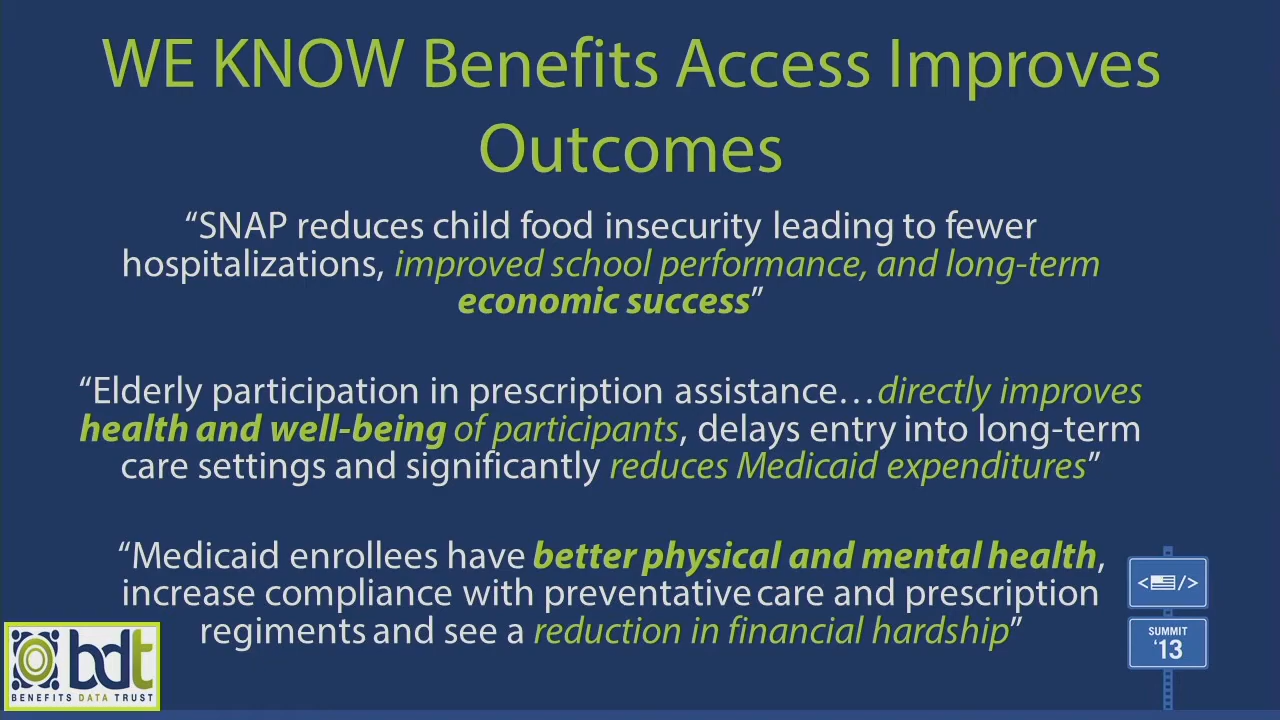 WE KNOW Benefits Access Improves
Outcomes
“SNAP reduces child food insecurity leading to fewer
hospitalizations, improved school performance, and long-term
economic success”
“Elderly participation in prescription assistance…directly improves
health and well-being of participants, delays entry into long-term
care settings and significantly reduces Medicaid expenditures”
“Medicaid enrollees have better physical and mental health,
increase compliance with preventative care and prescription
regiments and see a reduction in financial hardship”
bdt
BENEFITS DATA TRUST
< />
SUMMIT
‘13